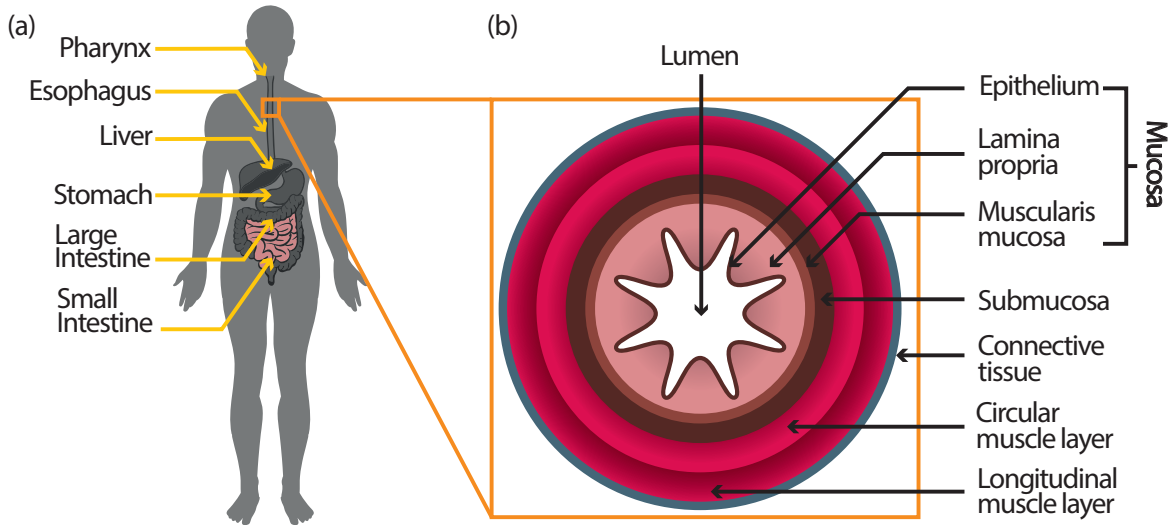 (a)
Pharynx
Esophagus
Liver
Stomach
Large
Intestine
Small
Intestine
(b)
Lumen
Epithelium
Lamina
propria
Muscularis
mucosa
Mucosa
Submucosa
Connective
tissue
Circular
muscle layer
Longitudinal
muscle layer